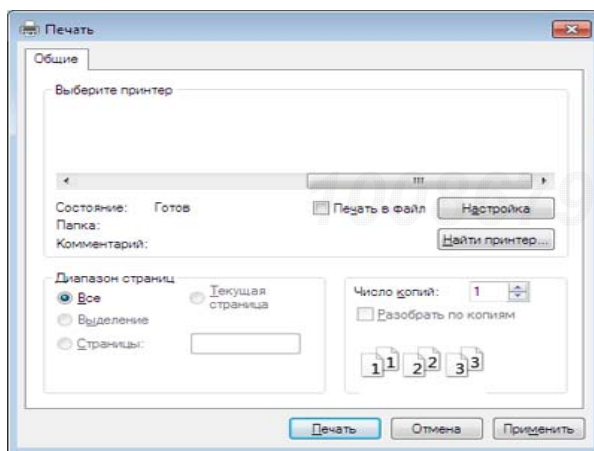 Печать
Общие
Выберите принтер
Состояние: Готов
Печать в файл
Настройка
Папка:
Комментарий:
Найти принтер...
Диапазон страниц
Все
Текущая страница
Выделение
Страницы:
Число копий: 1
Разобрать по копиям
1 1 2 2 3 3
Печать
Отмена
Применить